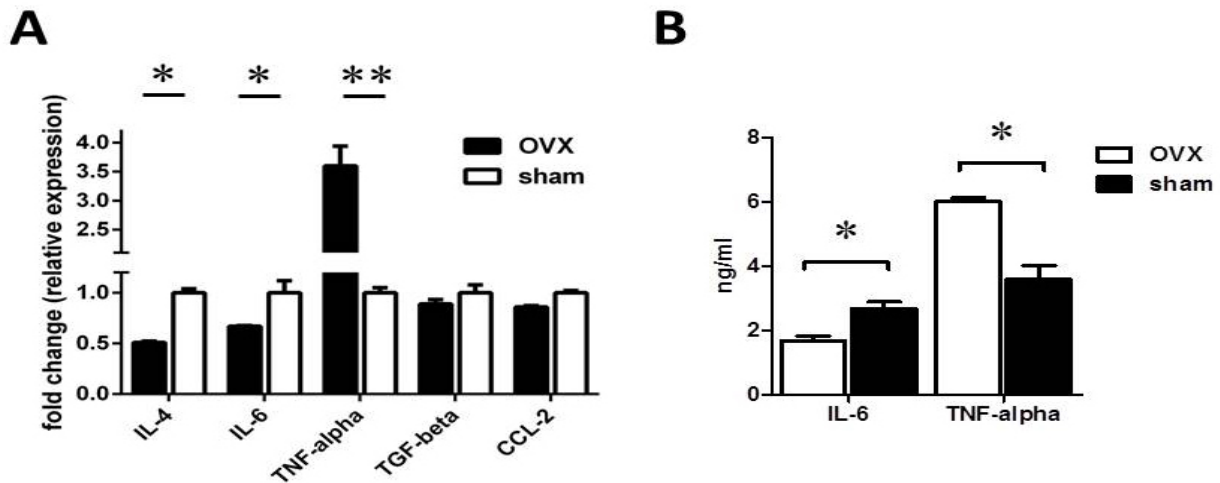 A
* * **
fold change (relative expression)
4.0
3.5
3.0
2.5
1.0
0.5
0.0
OVX
sham
IL-4
IL-6
TNF-alpha
TGF-beta
CCL-2
B
ng/ml
8
6
4
2
0
*
*
OVX
sham
IL-6
TNF-alpha